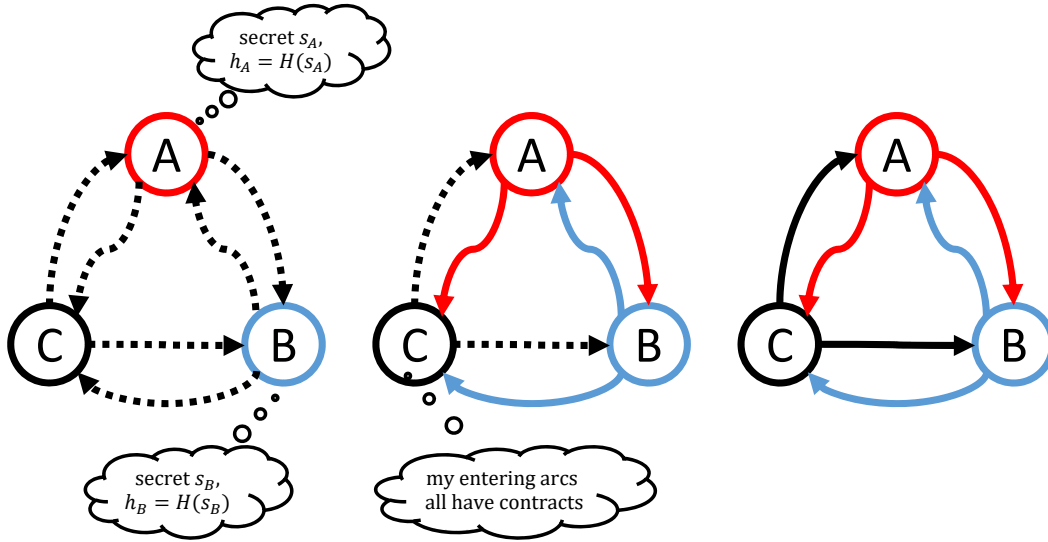 secret s_A,
h_A = H(s_A)
A
C
B
secret s_B,
h_B = H(s_B)
A
C
B
my entering arcs
all have contracts
A
C
B